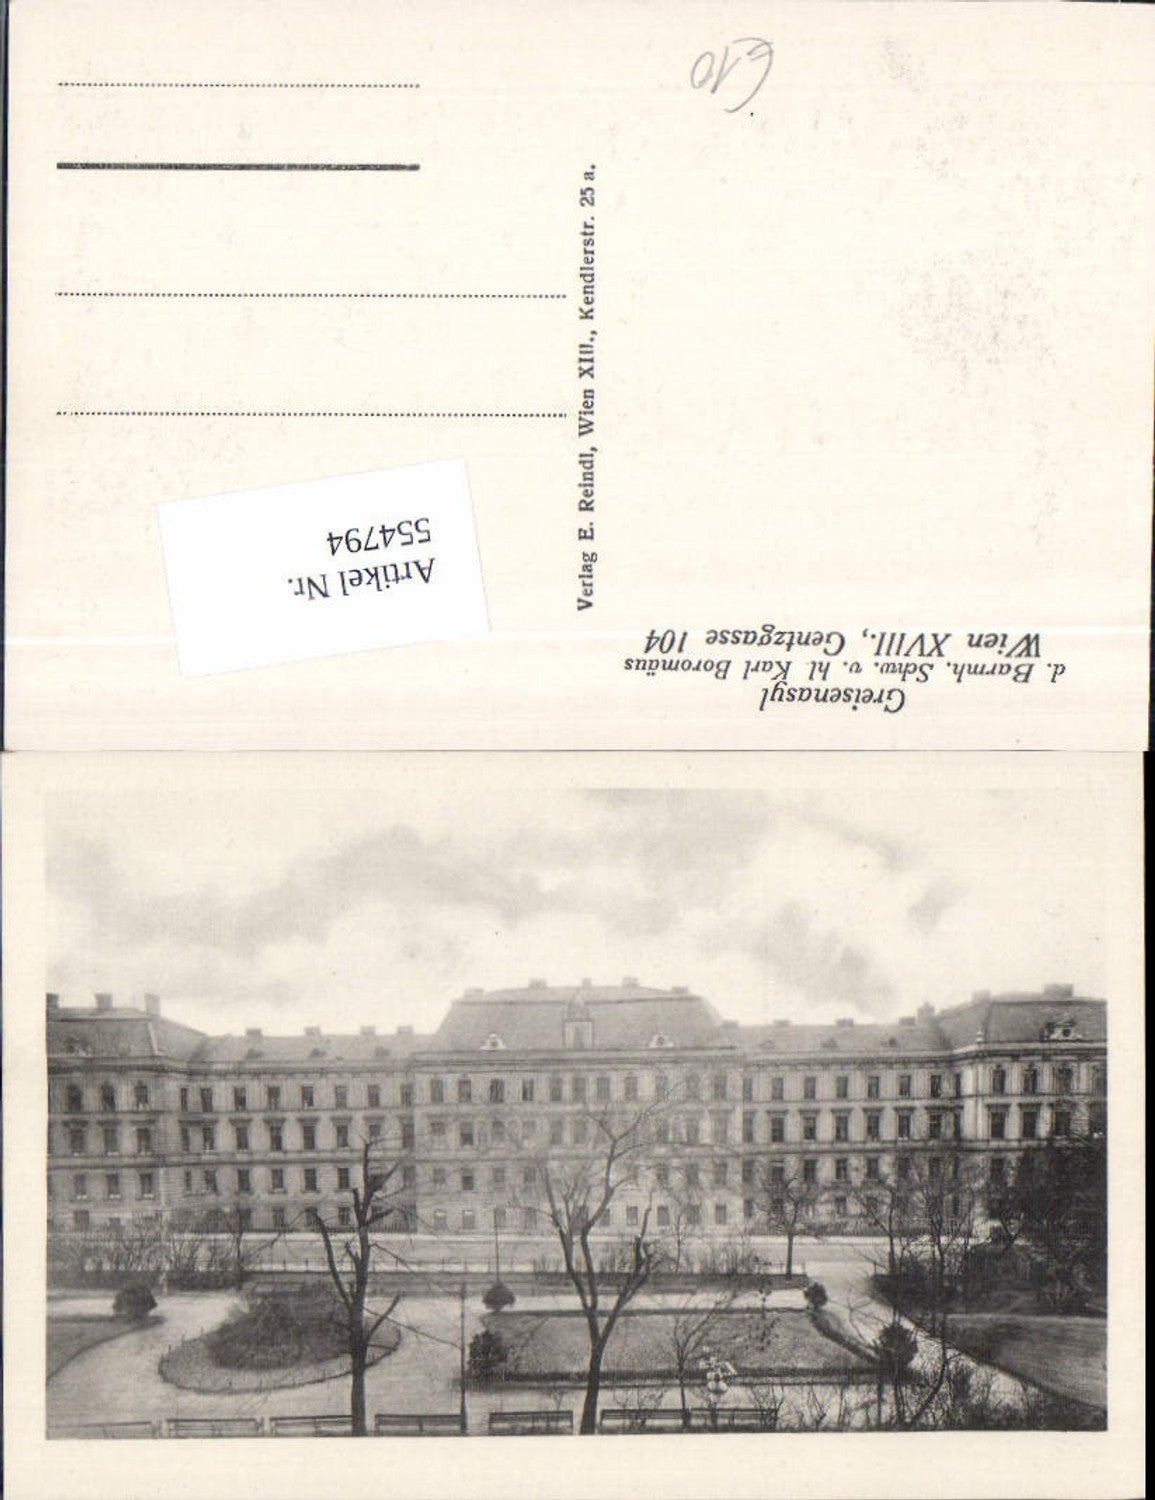 Greisenasyl
d. Barmh. Schw. v. hl. Karl Boromäus
Wien XVIII., Gentzgasse 104
Verlag E. Reindl, Wien XIII., Kendlerstr. 25 a.
Artikel Nr.
554794
€10